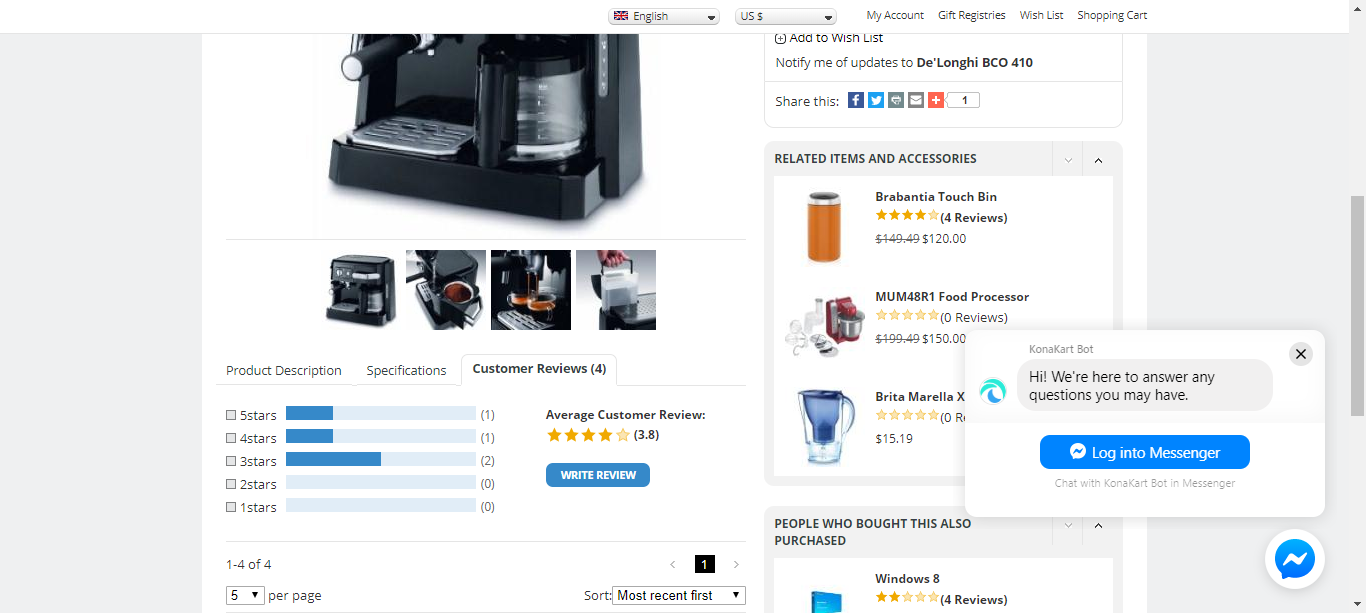 English
US $
My Account
Gift Registries
Wish List
Shopping Cart
Add to Wish List
Notify me of updates to De'Longhi BCO 410
Share this:
1
RELATED ITEMS AND ACCESSORIES
Brabantia Touch Bin
(4 Reviews)
$149.49 $120.00
MUM48R1 Food Processor
(0 Reviews)
$199.49 $150.00
Brita Marella X
(0 Re
$15.19
Product Description
Specifications
Customer Reviews (4)
5stars
(1)
4stars
(1)
3stars
(2)
2stars
(0)
1stars
(0)
Average Customer Review:
(3.8)
WRITE REVIEW
KonaKart Bot
Hi! We're here to answer any
questions you may have.
Log into Messenger
Chat with KonaKart Bot in Messenger
PEOPLE WHO BOUGHT THIS ALSO
PURCHASED
Windows 8
(4 Reviews)
1-4 of 4
1
5
per page
Sort:
Most recent first